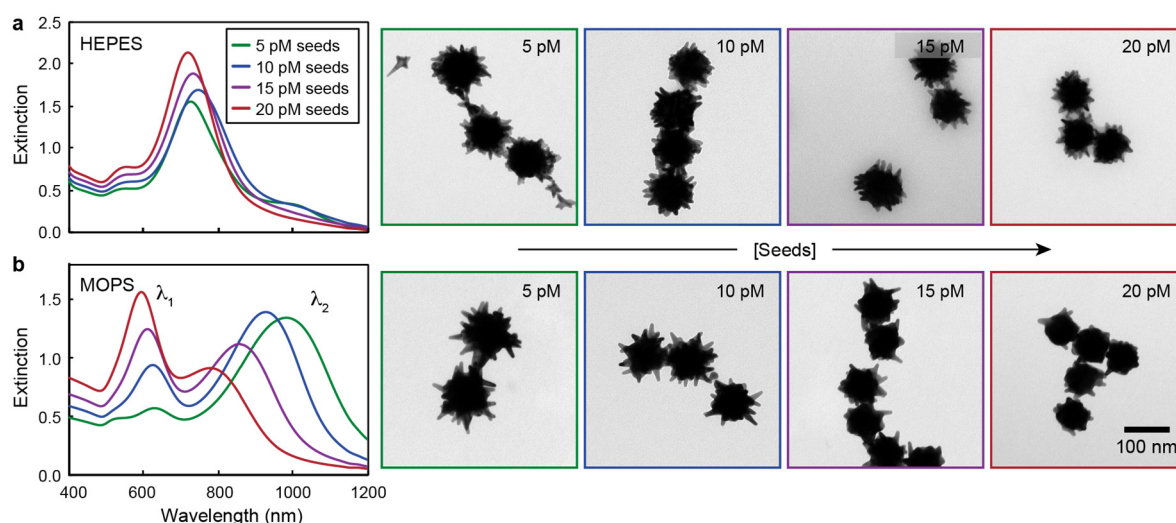 a
HEPES
5 pM seeds
10 pM seeds
15 pM seeds
20 pM seeds
2.5
2.0
1.5
1.0
0.5
0.0
Extinction
5 pM
10 pM
15 pM
20 pM
[Seeds]
b
MOPS
λ1
λ2
1.5
1.0
0.5
0.0
Extinction
400
600
800
1000
1200
Wavelength (nm)
5 pM
10 pM
15 pM
20 pM
100 nm